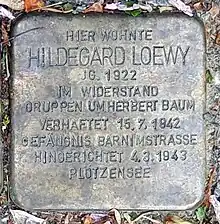 HIER WOHNTE
HILDEGARD LOEWY
JG. 1922
IM WIDERSTAND
GRUPPEN UM HERBERT BAUM
VERHAFTET 15.7.1942
GEFÄNGNIS BARNIMSTRASSE
HINGERICHTET 4.3.1943
PLÖTZENSEE